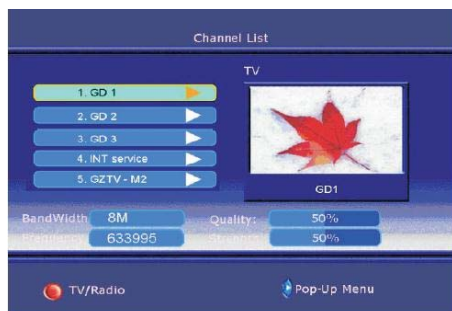 Channel List
TV
1. GD 1
2. GD 2
3. GD 3
4. INT service
5. GZTV - M2
GD1
BandWidth 8M Quality: 50%
633995 50%
TV/Radio Pop-Up Menu